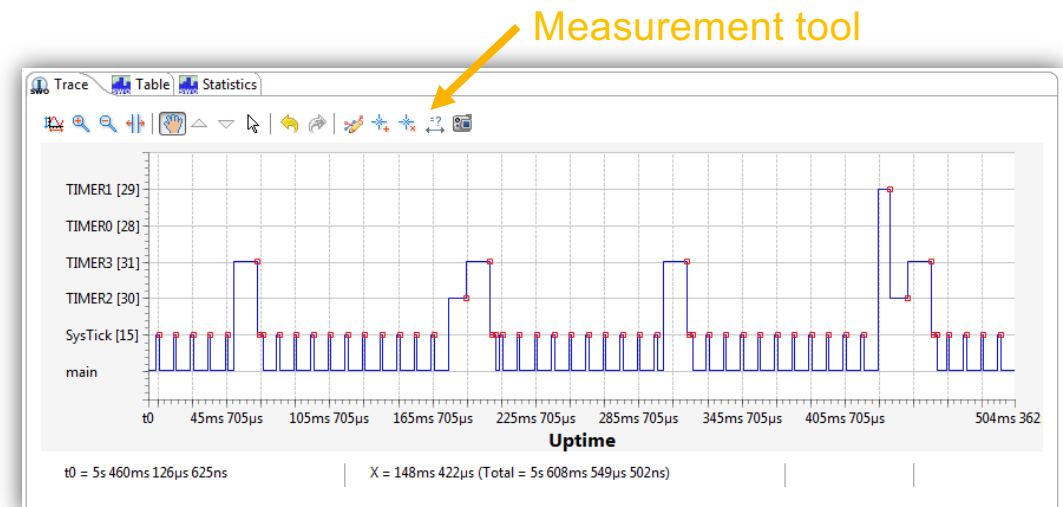 Measurement tool
SWO Trace Table Statistics
=?
TIMER1 [29]
TIMER0 [28]
TIMER3 [31]
TIMER2 [30]
SysTick [15]
main
t0 45ms 705µs 105ms 705µs 165ms 705µs 225ms 705µs 285ms 705µs 345ms 705µs 405ms 705µs 504ms 362
Uptime
t0 = 5s 460ms 126µs 625ns X = 148ms 422µs (Total = 5s 608ms 549µs 502ns)